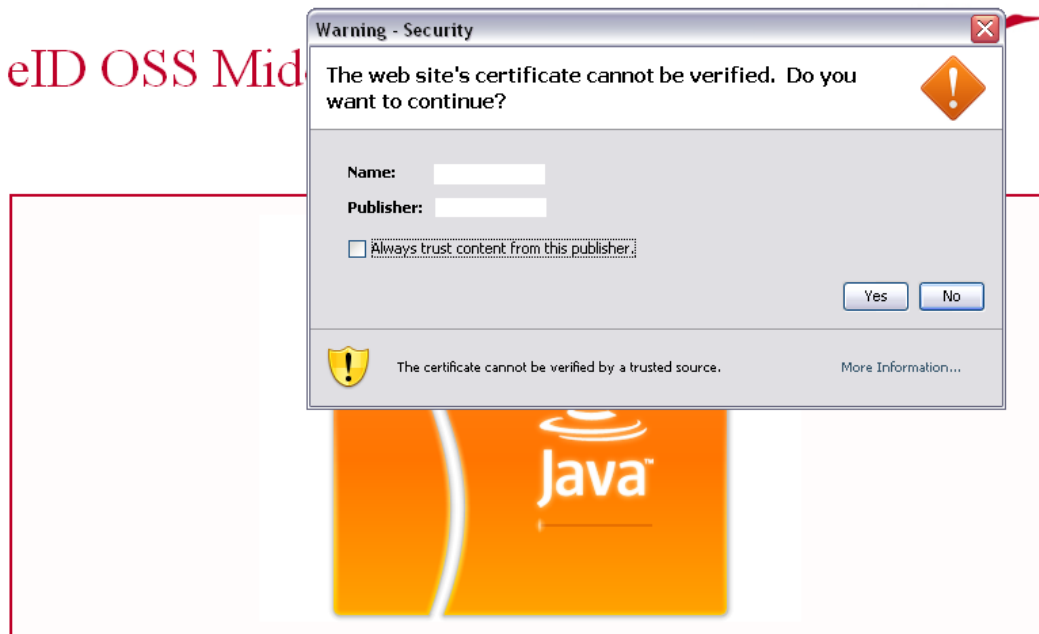 Warning - Security
eID OSS Mid
The web site's certificate cannot be verified. Do you
want to continue?
Name:
Publisher:
Always trust content from this publisher.
Yes No
The certificate cannot be verified by a trusted source. More Information...
Java™